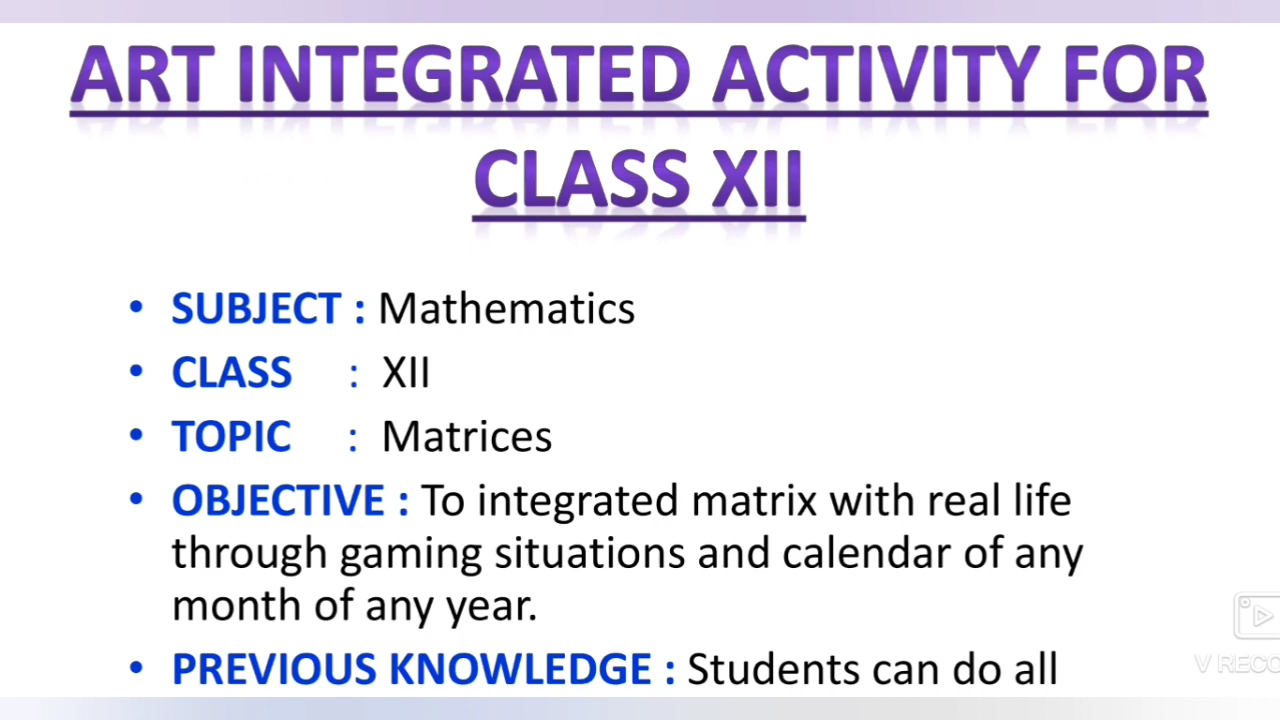 ART INTEGRATED ACTIVITY FOR
CLASS XII
• SUBJECT : Mathematics
• CLASS : XII
• TOPIC : Matrices
• OBJECTIVE : To integrated matrix with real life
through gaming situations and calendar of any
month of any year.
• PREVIOUS KNOWLEDGE : Students can do all
V RECO